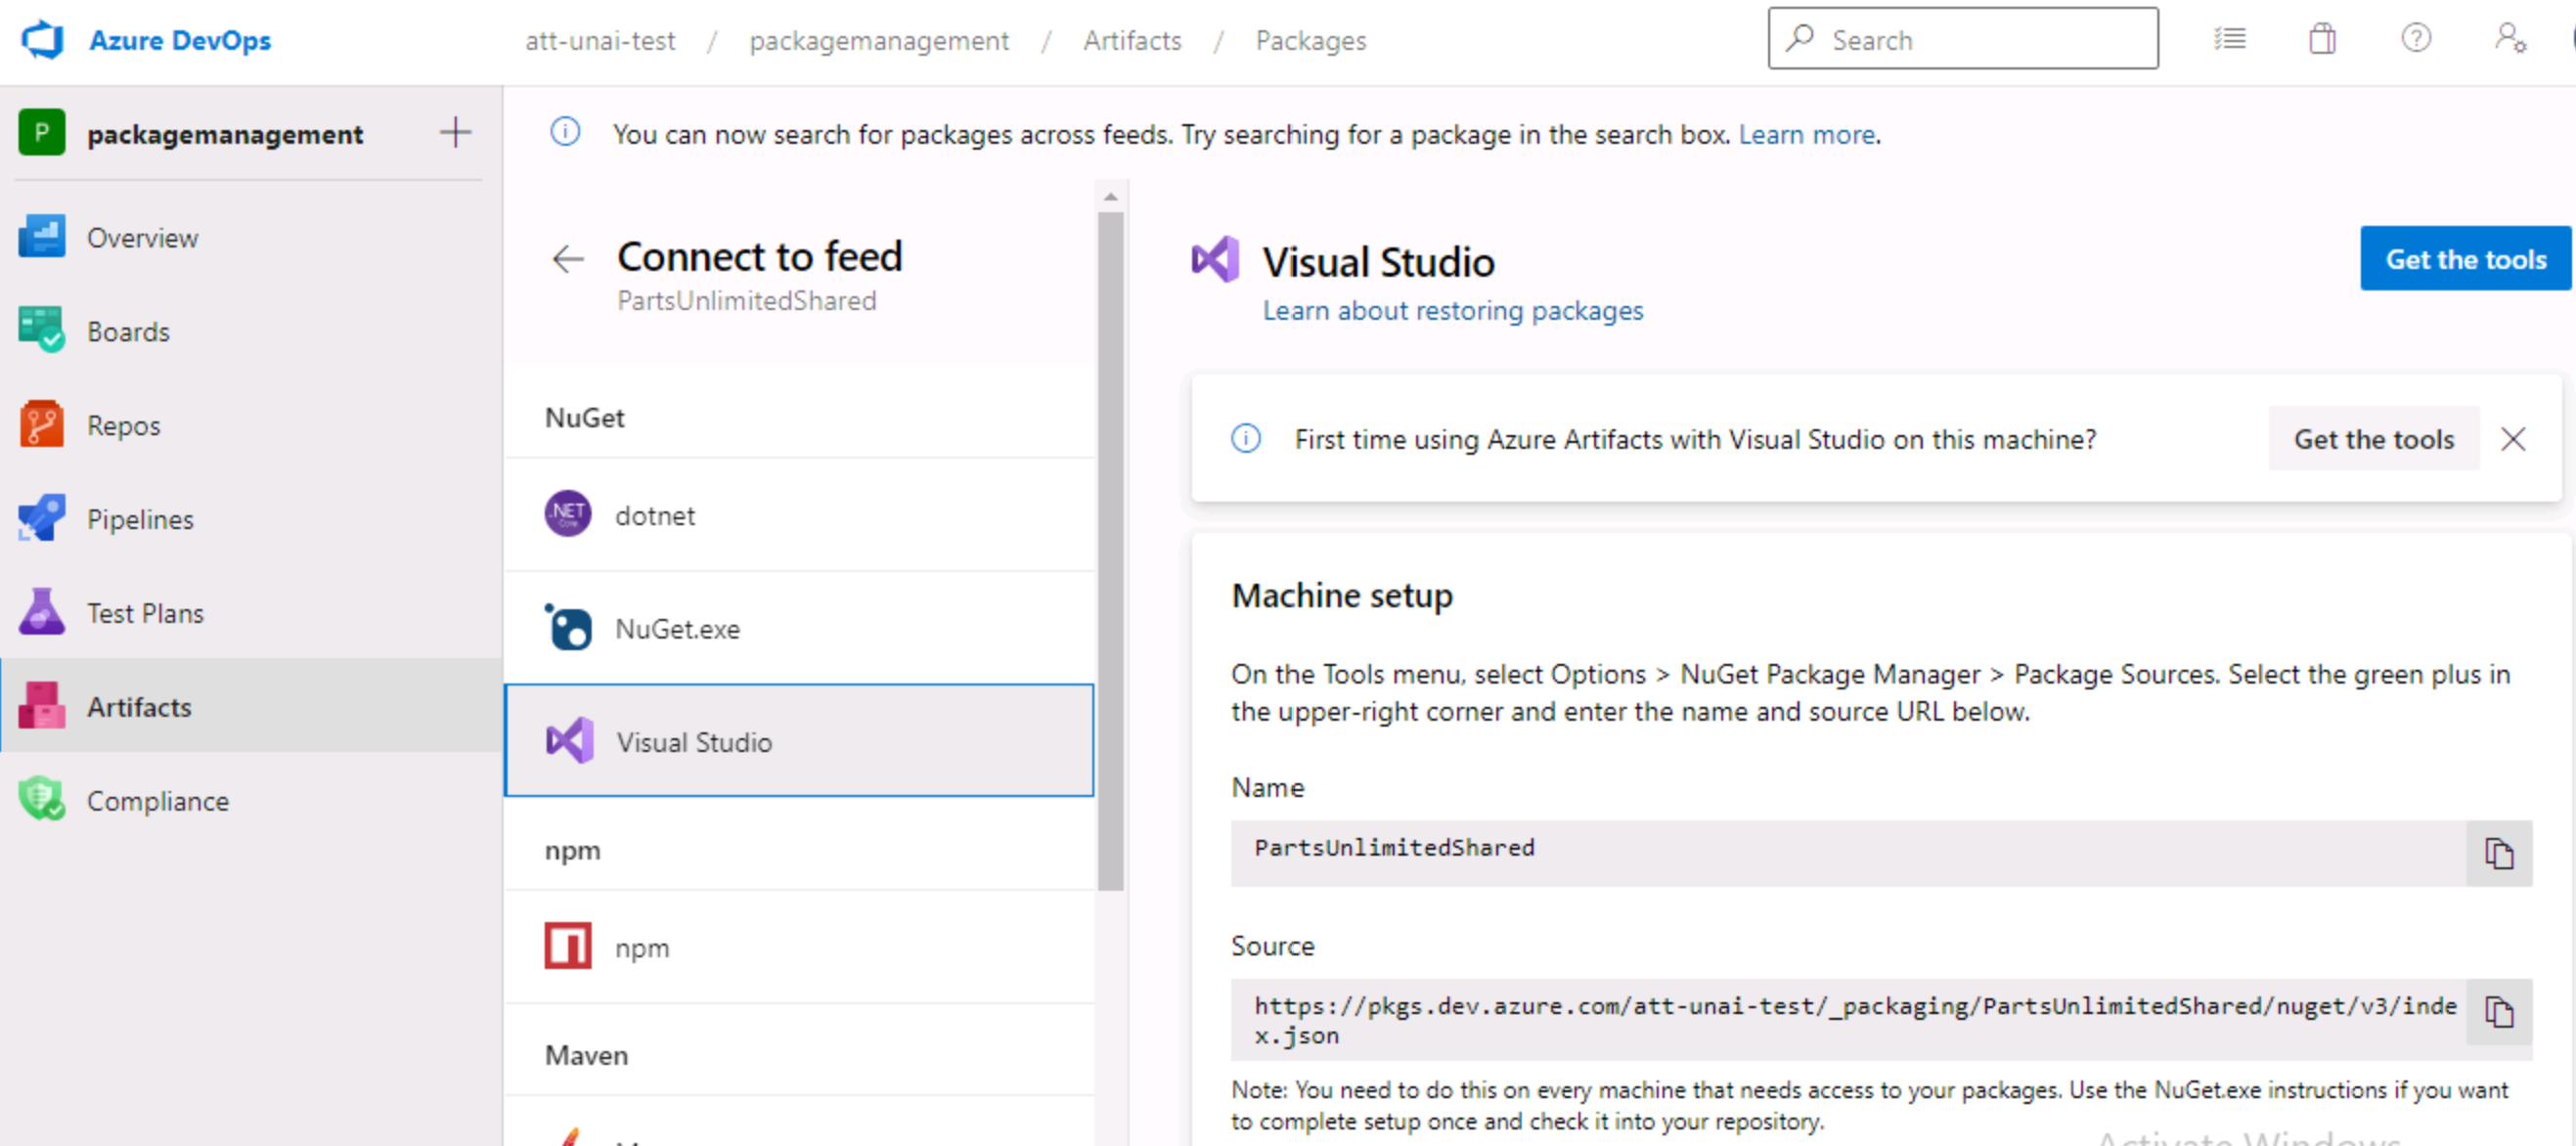 Azure DevOps
att-unai-test / packagemanagement / Artifacts / Packages
Search
P packagemanagement
Overview
Boards
Repos
Pipelines
Test Plans
Artifacts
Compliance
You can now search for packages across feeds. Try searching for a package in the search box. Learn more.
Connect to feed
PartsUnlimitedShared
NuGet
.NET
Core
dotnet
NuGet.exe
Visual Studio
npm
npm
Maven
Visual Studio
Learn about restoring packages
Get the tools
First time using Azure Artifacts with Visual Studio on this machine?
Get the tools
Machine setup
On the Tools menu, select Options > NuGet Package Manager > Package Sources. Select the green plus in
the upper-right corner and enter the name and source URL below.
Name
PartsUnlimitedShared
Source
https://pkgs.dev.azure.com/att-unai-test/_packaging/PartsUnlimitedShared/nuget/v3/inde
x.json
Note: You need to do this on every machine that needs access to your packages. Use the NuGet.exe instructions if you want
to complete setup once and check it into your repository.
Activate Windows